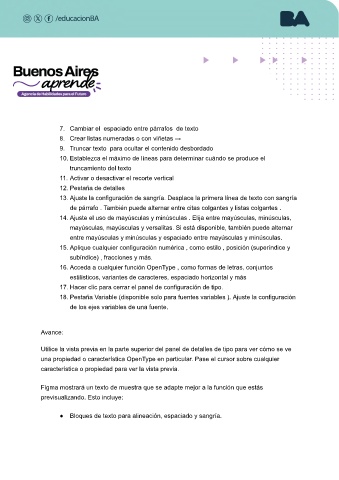 /educacionBA
BA
Buenos Aires
aprende
Agencia de Habilidades para el Futuro
7. Cambiar el espaciado entre párrafos de texto
8. Crear listas numeradas o con viñetas —
9. Truncar texto para ocultar el contenido desbordado
10. Establezca el máximo de líneas para determinar cuándo se produce el
truncamiento del texto
11. Activar o desactivar el recorte vertical
12. Pestaña de detalles
13. Ajuste la configuración de sangría. Desplace la primera línea de texto con sangría
de párrafo . También puede alternar entre citas colgantes y listas colgantes .
14. Ajuste el uso de mayúsculas y minúsculas . Elija entre mayúsculas, minúsculas,
mayúsculas, mayúsculas y versalitas. Si está disponible, también puede alternar
entre mayúsculas y minúsculas y espaciado entre mayúsculas y minúsculas.
15. Aplique cualquier configuración numérica , como estilo , posición (superíndice y
subíndice) , fracciones y más.
16. Acceda a cualquier función OpenType , como formas de letras, conjuntos
estilísticos, variantes de caracteres, espaciado horizontal y más
17. Hacer clic para cerrar el panel de configuración de tipo.
18. Pestaña Variable (disponible solo para fuentes variables ). Ajuste la configuración
de los ejes variables de una fuente.
Avance:
Utilice la vista previa en la parte superior del panel de detalles de tipo para ver cómo se ve
una propiedad o característica OpenType en particular. Pase el cursor sobre cualquier
característica o propiedad para ver la vista previa.
Figma mostrará un texto de muestra que se adapte mejor a la función que estás
previsualizando. Esto incluye:
● Bloques de texto para alineación, espaciado y sangría.